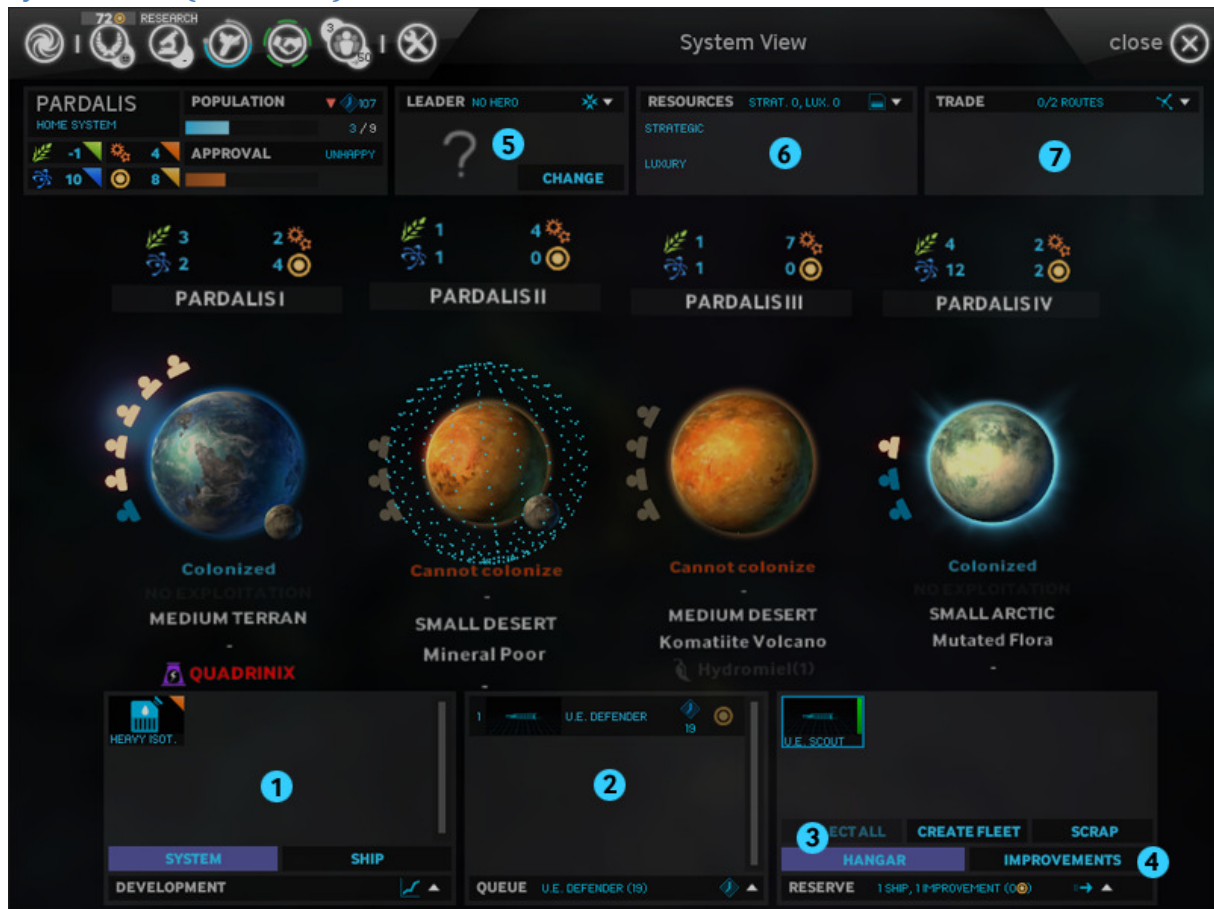 72 RESEARCH
3
50
System View
close
PARDALIS
HOME SYSTEM
-1 4
10 8
POPULATION 107
3/9
APPROVAL UNHAPPY
LEADER NO HERO
?
5
CHANGE
RESOURCES STRAT. 0, LUX. 0
STRATEGIC
LUXURY
6
TRADE 0/2 ROUTES
7
3 2
2 4
PARDALIS I
1 4
1 0
PARDALIS II
1 7
1 0
PARDALIS III
4 2
12 2
PARDALIS IV
Colonized
NO EXPLOITATION
MEDIUM TERRAN
-
QUADRINIX
Cannot colonize
-
SMALL DESERT
Mineral Poor
-
Cannot colonize
-
MEDIUM DESERT
Komatiite Volcano
Hydromiel(1)
Colonized
NO EXPLOITATION
SMALL ARCTIC
Mutated Flora
-
HEAVY ISOT.
1
SYSTEM SHIP
DEVELOPMENT
1 U.E. DEFENDER 19
2
QUEUE U.E. DEFENDER (19)
U.E. SCOUT
3
ECT ALL CREATE FLEET SCRAP
HANGAR IMPROVEMENTS
4
RESERVE 1 SHIP, 1 IMPROVEMENT (0)